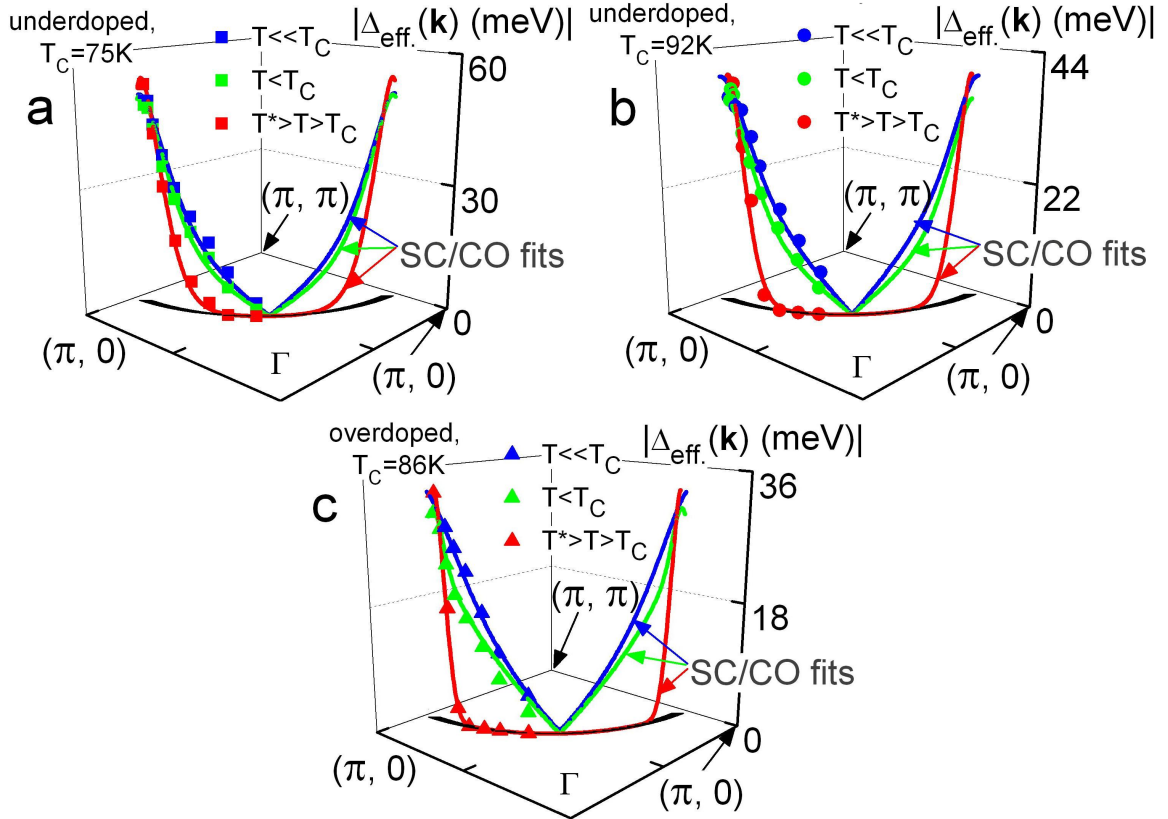 underdoped,
T_C=75K
a
T<<T_C
T<T_C
T*>T>T_C
|Δ_eff.(k) (meV)|
60
30
0
(π, π)
SC/CO fits
(π, 0)
Γ
(π, 0)
underdoped,
T_C=92K
b
T<<T_C
T<T_C
T*>T>T_C
|Δ_eff.(k) (meV)|
44
22
0
(π, π)
SC/CO fits
(π, 0)
Γ
(π, 0)
overdoped,
T_C=86K
c
T<<T_C
T<T_C
T*>T>T_C
|Δ_eff.(k) (meV)|
36
18
0
(π, π)
SC/CO fits
(π, 0)
Γ
(π, 0)